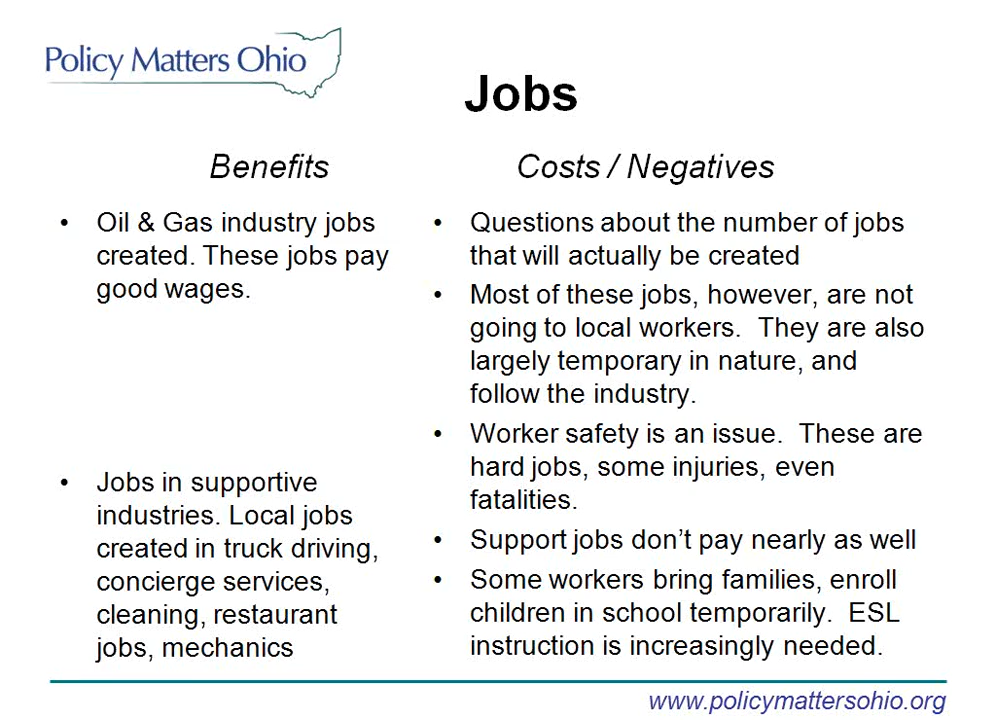 Policy Matters Ohio
Jobs
Benefits
• Oil & Gas industry jobs
created. These jobs pay
good wages.
• Jobs in supportive
industries. Local jobs
created in truck driving,
concierge services,
cleaning, restaurant
jobs, mechanics
Costs / Negatives
• Questions about the number of jobs
that will actually be created
• Most of these jobs, however, are not
going to local workers.  They are also
largely temporary in nature, and
follow the industry.
• Worker safety is an issue.  These are
hard jobs, some injuries, even
fatalities.
• Support jobs don’t pay nearly as well
• Some workers bring families, enroll
children in school temporarily.  ESL
instruction is increasingly needed.
www.policymattersohio.org